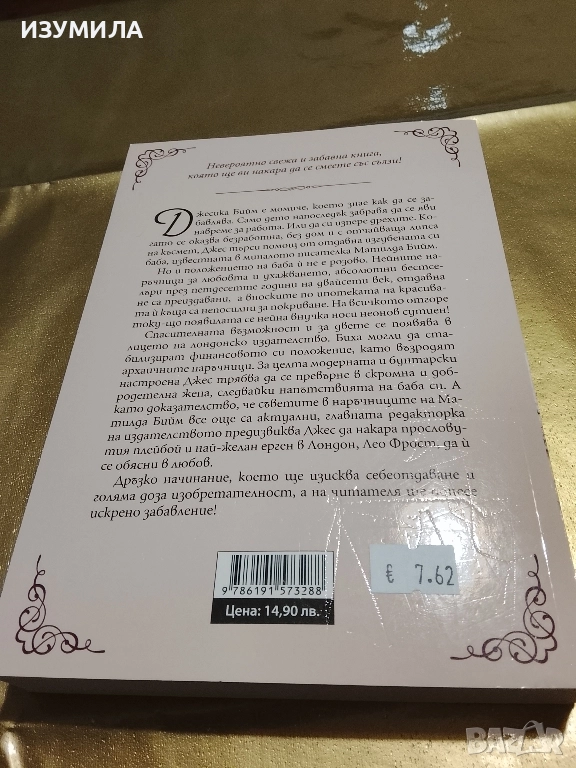 ИЗУМИЛА
Невероятно свежа и забавна книга,
която ще ви накара да се смеете със сълзи!
Джесика Бийм е момиче, което знае как да се за-
бавлява. Само дето напоследък забравя да се яви
навреме за работа. Или да си изпере дрехите. Ко-
гато се оказва безработна, без дом и с отчайваща липса
на късмет, Джес търси помощ от отдавна изгубената си
баба, известната в миналото писателка Матилда Бийм.
Но и положението на баба ѝ не е розово. Нейните на-
ръчници за любовта и ухажването, абсолютни бестсе-
лъри през петдесетте години на двайсети век, отдавна
не са преиздавани, а вноските по ипотеката на красива-
та ѝ къща са непосилни за покриване. На всичкото отгоре
току-що появилата се нейна внучка носи неонов сутиен!
Спасителната възможност и за двете се появява в
лицето на лондонско издателство. Биха могли да ста-
билизират финансовото си положение, като възродят
архаичните наръчници. За целта модерната и бунтарски
настроена Джес трябва да се превърне в скромна и доб-
родетелна жена, следвайки напътствията на баба си. А
като доказателство, че съветите в наръчниците на Ма-
тилда Бийм все още са актуални, главната редакторка
на издателството предизвиква Джес да накара прослову-
тия плейбой и най-желан ерген в Лондон, Лео Фрост, да ѝ
се обясни в любов.
Дръзко начинание, което ще изисква себеотдаване и
голяма доза изобретателност, а на читателя ще донесе
искрено забавление!
9 786191 573288
Цена: 14,90 лв.
€ 7.62
BAZAR